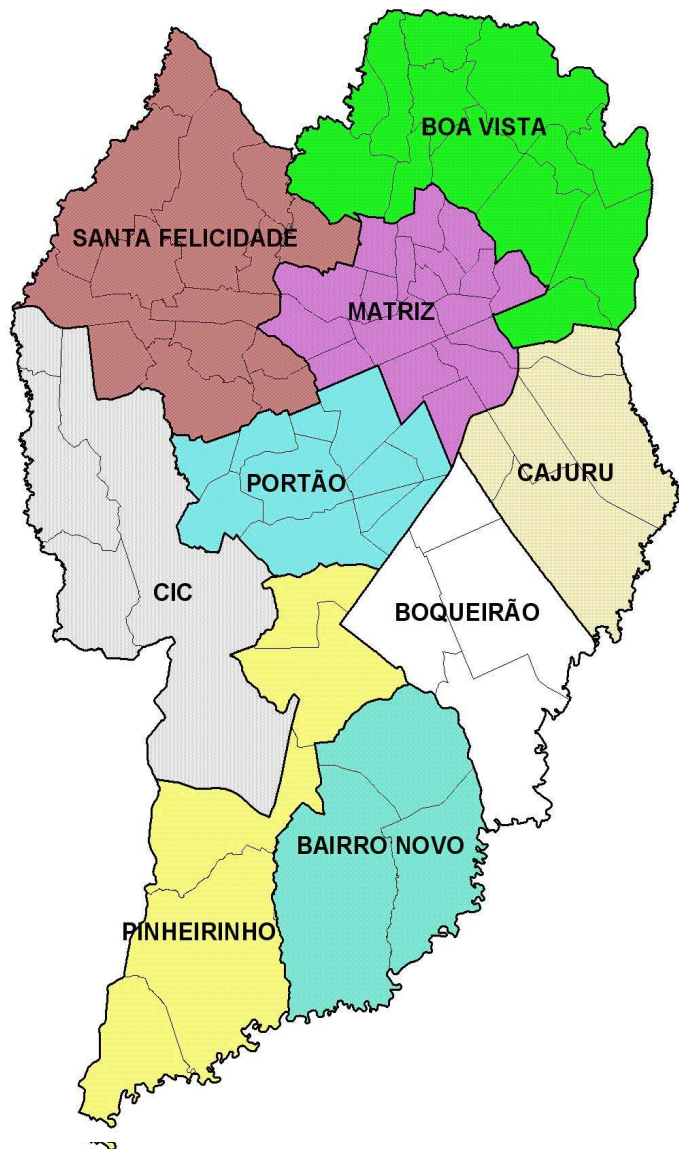 BOA VISTA
SANTA FELICIDADE
MATRIZ
CAJURU
PORTÃO
CIC
BOQUEIRÃO
BAIRRO NOVO
PINHEIRINHO